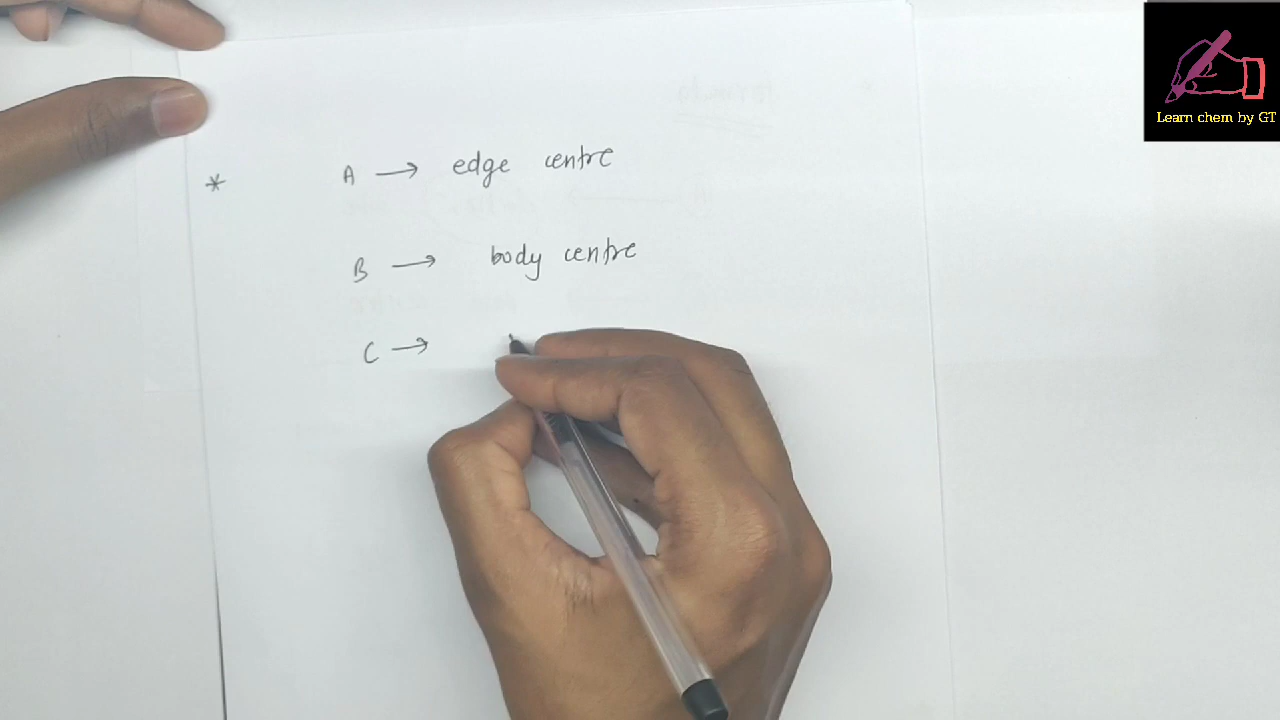 Learn chem by GT
* A → edge centre
B → body centre
C →